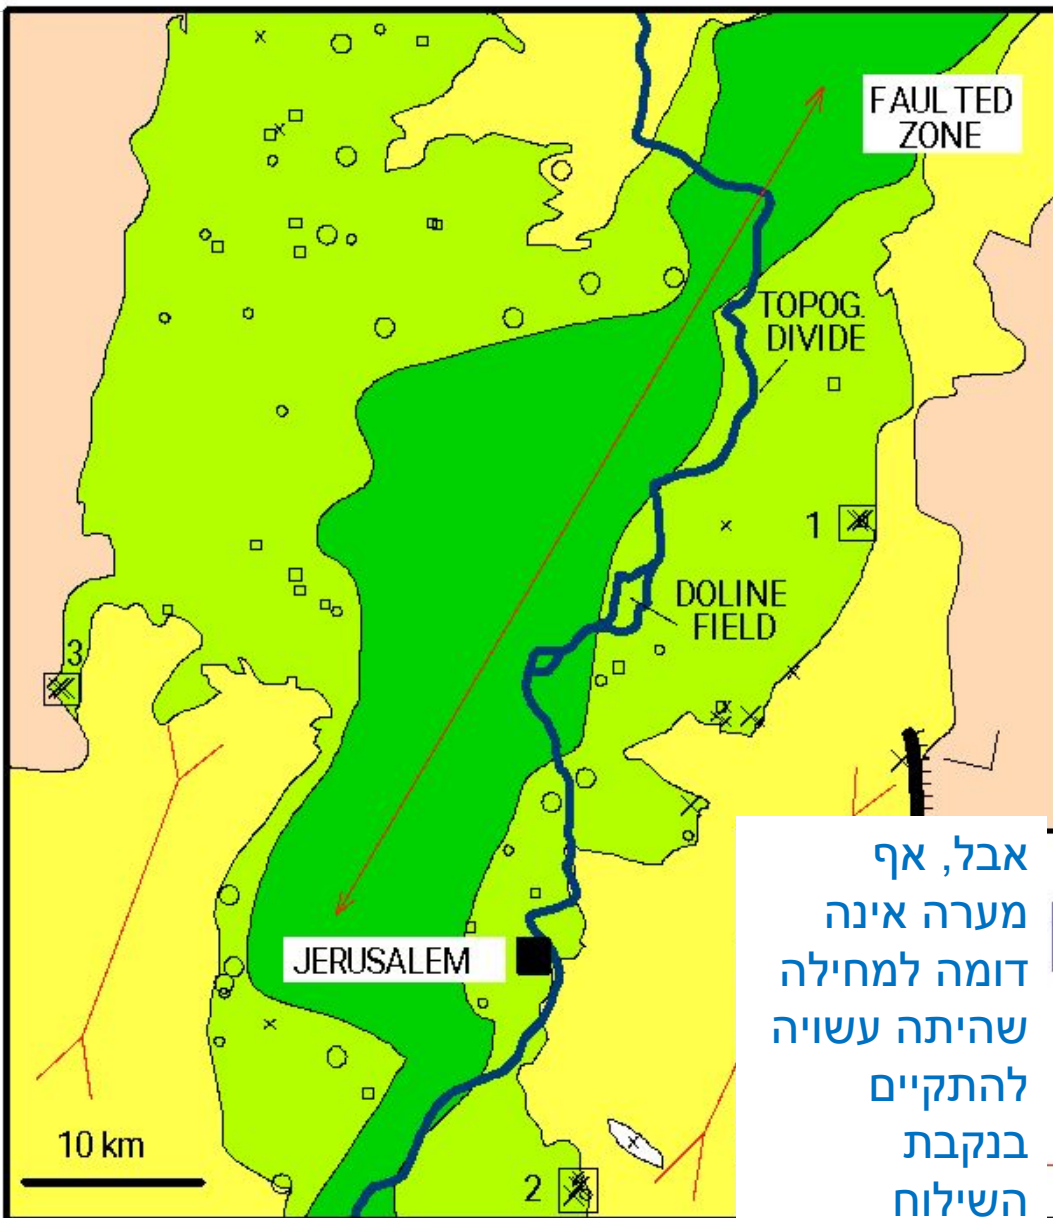 FAULTED
ZONE
TOPOG.
DIVIDE
1
DOLINE
FIELD
3
אבל, אף
מערה אינה
דומה למחילה
שהיתה עשויה
להתקיים
בנקבת
השילוח
JERUSALEM
10 km
2